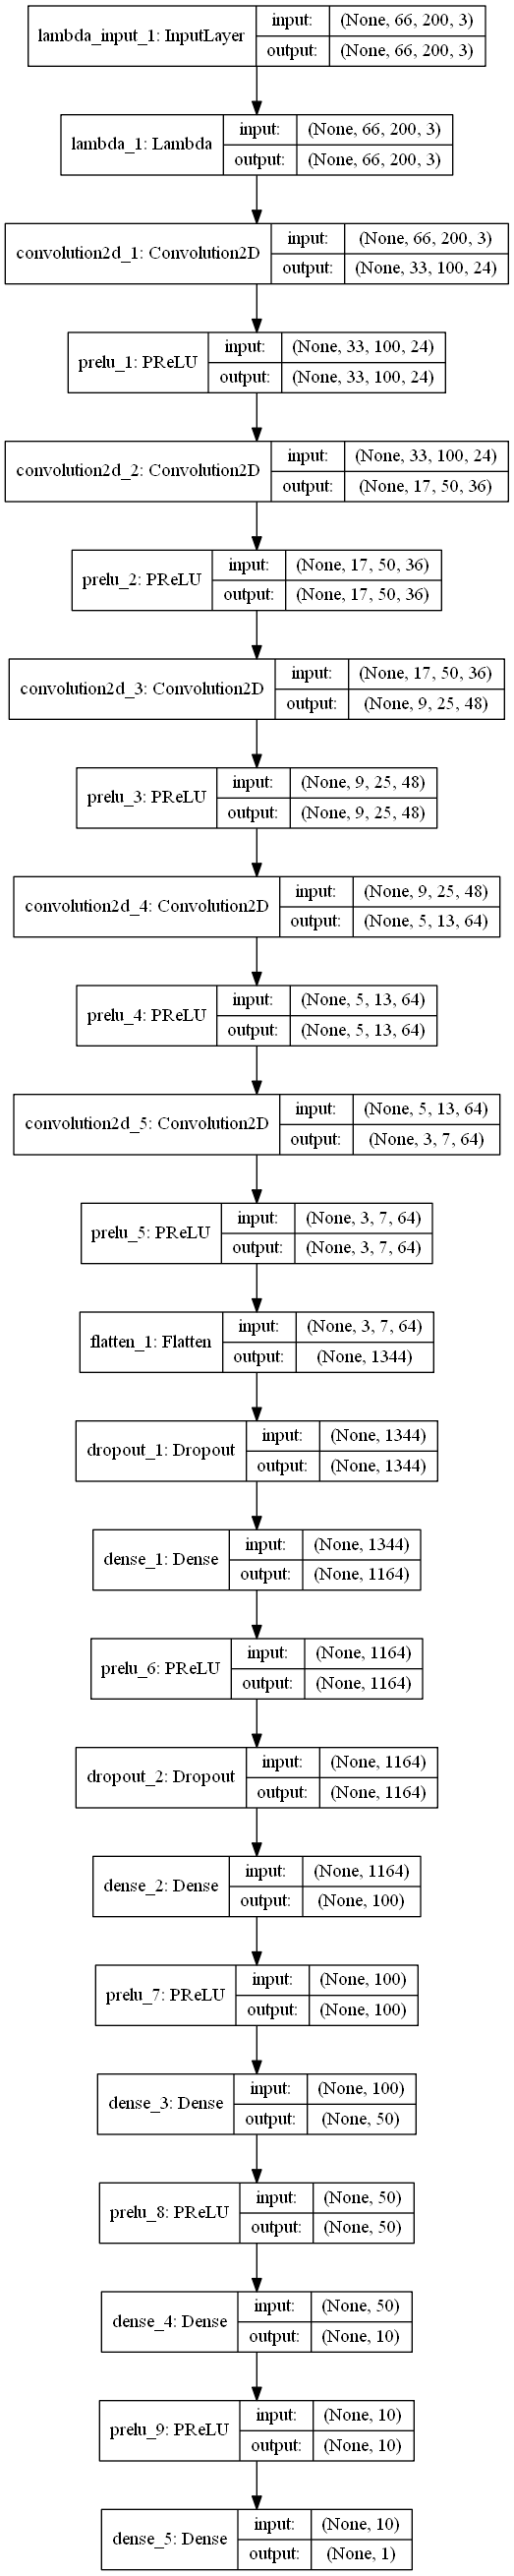 lambda_input_1: InputLayer input: (None, 66, 200, 3)
output: (None, 66, 200, 3)
lambda_1: Lambda input: (None, 66, 200, 3)
output: (None, 66, 200, 3)
convolution2d_1: Convolution2D input: (None, 66, 200, 3)
output: (None, 33, 100, 24)
prelu_1: PReLU input: (None, 33, 100, 24)
output: (None, 33, 100, 24)
convolution2d_2: Convolution2D input: (None, 33, 100, 24)
output: (None, 17, 50, 36)
prelu_2: PReLU input: (None, 17, 50, 36)
output: (None, 17, 50, 36)
convolution2d_3: Convolution2D input: (None, 17, 50, 36)
output: (None, 9, 25, 48)
prelu_3: PReLU input: (None, 9, 25, 48)
output: (None, 9, 25, 48)
convolution2d_4: Convolution2D input: (None, 9, 25, 48)
output: (None, 5, 13, 64)
prelu_4: PReLU input: (None, 5, 13, 64)
output: (None, 5, 13, 64)
convolution2d_5: Convolution2D input: (None, 5, 13, 64)
output: (None, 3, 7, 64)
prelu_5: PReLU input: (None, 3, 7, 64)
output: (None, 3, 7, 64)
flatten_1: Flatten input: (None, 3, 7, 64)
output: (None, 1344)
dropout_1: Dropout input: (None, 1344)
output: (None, 1344)
dense_1: Dense input: (None, 1344)
output: (None, 1164)
prelu_6: PReLU input: (None, 1164)
output: (None, 1164)
dropout_2: Dropout input: (None, 1164)
output: (None, 1164)
dense_2: Dense input: (None, 1164)
output: (None, 100)
prelu_7: PReLU input: (None, 100)
output: (None, 100)
dense_3: Dense input: (None, 100)
output: (None, 50)
prelu_8: PReLU input: (None, 50)
output: (None, 50)
dense_4: Dense input: (None, 50)
output: (None, 10)
prelu_9: PReLU input: (None, 10)
output: (None, 10)
dense_5: Dense input: (None, 10)
output: (None, 1)